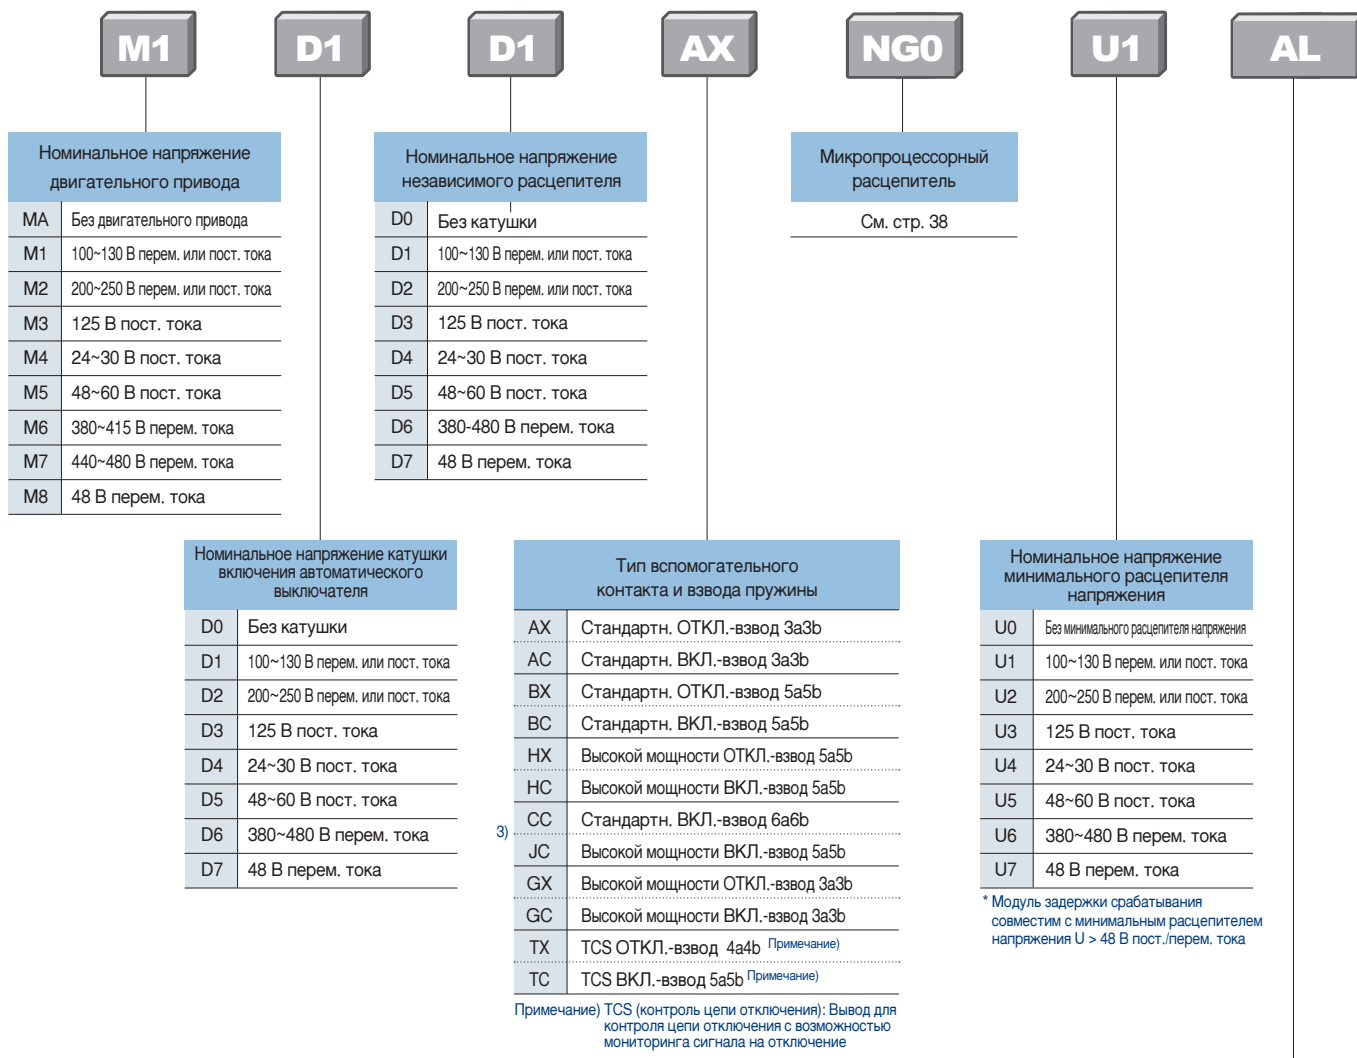 M1 D1 D1 AX NG0 U1 AL
Номинальное напряжение
двигательного привода
MA Без двигательного привода
M1 100~130 В перем. или пост. тока
M2 200~250 В перем. или пост. тока
M3 125 В пост. тока
M4 24~30 В пост. тока
M5 48~60 В пост. тока
M6 380~415 В перем. тока
M7 440~480 В перем. тока
M8 48 В перем. тока
Номинальное напряжение
независимого расцепителя
D0 Без катушки
D1 100~130 В перем. или пост. тока
D2 200~250 В перем. или пост. тока
D3 125 В пост. тока
D4 24~30 В пост. тока
D5 48~60 В пост. тока
D6 380-480 В перем. тока
D7 48 В перем. тока
Микропроцессорный
расцепитель
См. стр. 38
Номинальное напряжение катушки
включения автоматического
выключателя
D0 Без катушки
D1 100~130 В перем. или пост. тока
D2 200~250 В перем. или пост. тока
D3 125 В пост. тока
D4 24~30 В пост. тока
D5 48~60 В пост. тока
D6 380~480 В перем. тока
D7 48 В перем. тока
Тип вспомогательного
контакта и взвода пружины
AX Стандартн. ОТКЛ.-взвод 3a3b
AC Стандартн. ВКЛ.-взвод 3a3b
BX Стандартн. ОТКЛ.-взвод 5a5b
BC Стандартн. ВКЛ.-взвод 5a5b
HX Высокой мощности ОТКЛ.-взвод 5a5b
HC Высокой мощности ВКЛ.-взвод 5a5b
3) CC Стандартн. ВКЛ.-взвод 6a6b
JC Высокой мощности ВКЛ.-взвод 5a5b
GX Высокой мощности ОТКЛ.-взвод 3a3b
GC Высокой мощности ВКЛ.-взвод 3a3b
TX TCS ОТКЛ.-взвод 4a4b Примечание)
TC TCS ВКЛ.-взвод 5a5b Примечание)
Примечание) TCS (контроль цепи отключения): Вывод для
контроля цепи отключения с возможностью
мониторинга сигнала на отключение
Номинальное напряжение
минимального расцепителя
напряжения
U0 Без минимального расцепителя напряжения
U1 100~130 В перем. или пост. тока
U2 200~250 В перем. или пост. тока
U3 125 В пост. тока
U4 24~30 В пост. тока
U5 48~60 В пост. тока
U6 380~480 В перем. тока
U7 48 В перем. тока
* Модуль задержки срабатывания
совместим с минимальным расцепителем
напряжения U > 48 В пост./перем. тока